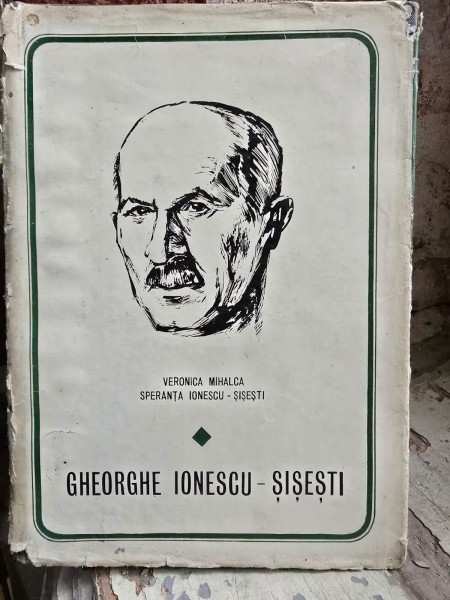 VERONICA MIHALCA
SPERANȚA IONESCU - ȘIȘEȘTI
GHEORGHE IONESCU - ȘIȘEȘTI